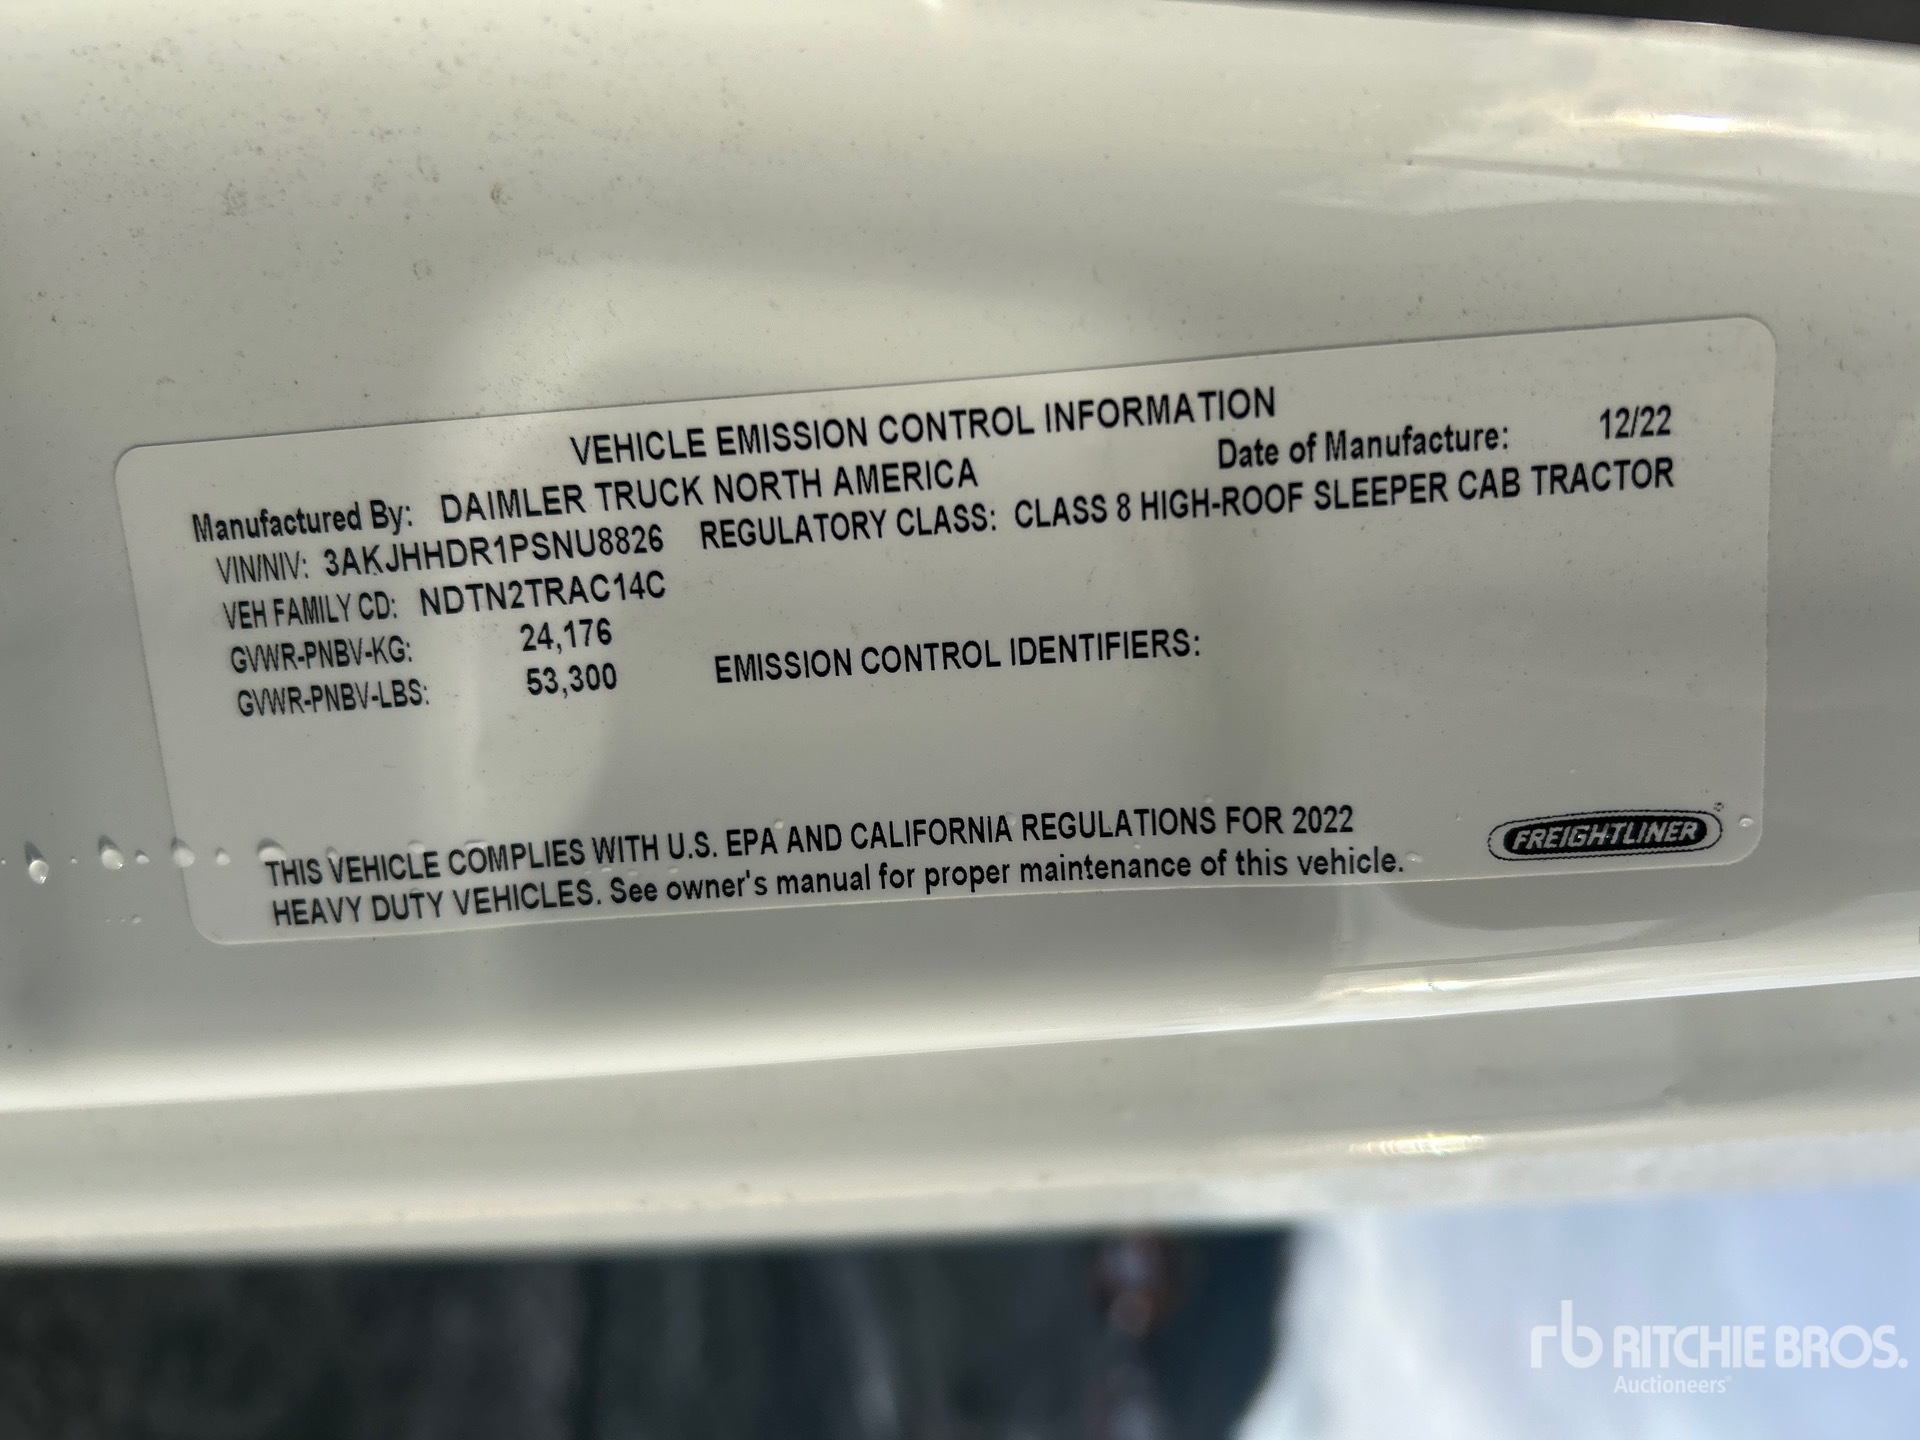 VEHICLE EMISSION CONTROL INFORMATION
Manufactured By: DAIMLER TRUCK NORTH AMERICA Date of Manufacture: 12/22
VIN/NIV: 3AKJHHDR1PSNU8826 REGULATORY CLASS: CLASS 8 HIGH-ROOF SLEEPER CAB TRACTOR
VEH FAMILY CD: NDTN2TRAC14C
GVWR-PNBV-KG: 24,176
GVWR-PNBV-LBS: 53,300 EMISSION CONTROL IDENTIFIERS:
THIS VEHICLE COMPLIES WITH U.S. EPA AND CALIFORNIA REGULATIONS FOR 2022
HEAVY DUTY VEHICLES. See owner's manual for proper maintenance of this vehicle.
FREIGHTLINER®
rb RITCHIE BROS.
Auctioneers